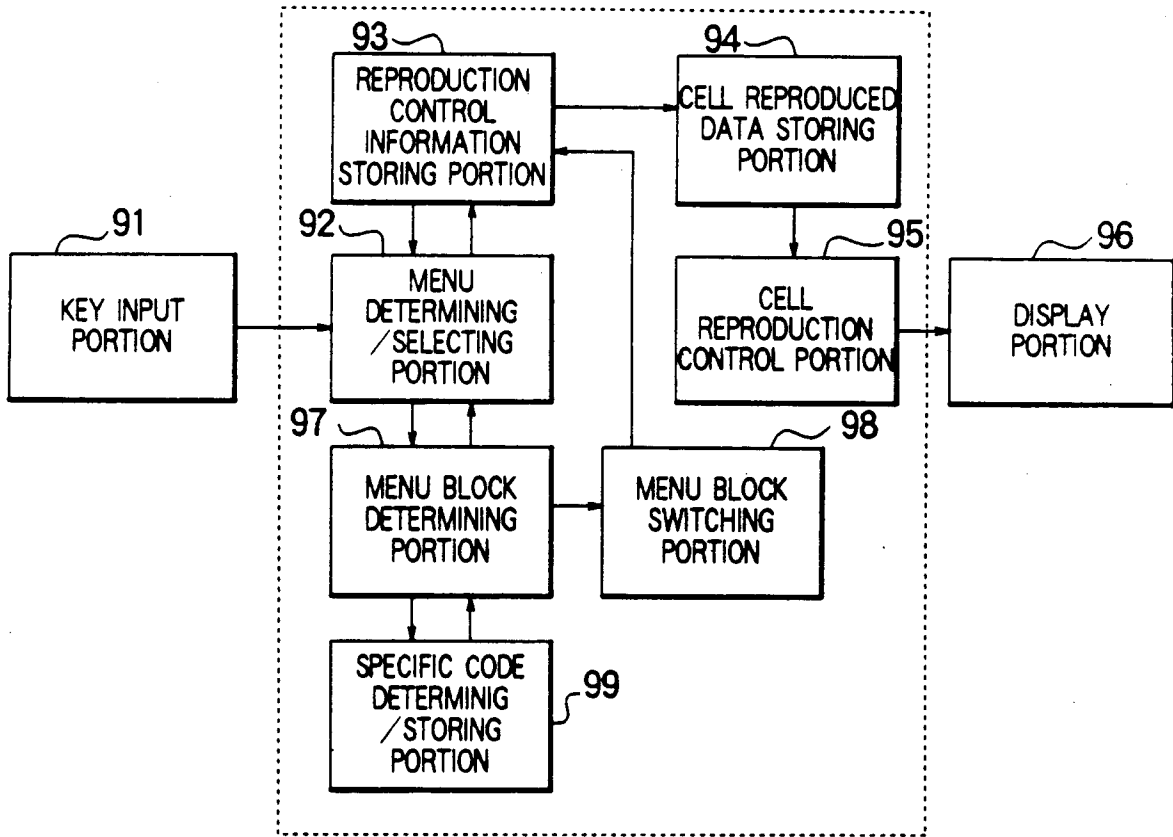 93
REPRODUCTION
CONTROL
INFORMATION
STORING PORTION
94
CELL REPRODUCED
DATA STORING
PORTION
91
KEY INPUT
PORTION
92
MENU
DETERMINING
/SELECTING
PORTION
95
CELL
REPRODUCTION
CONTROL PORTION
96
DISPLAY
PORTION
97
MENU BLOCK
DETERMINING
PORTION
98
MENU BLOCK
SWITCHING
PORTION
SPECIFIC CODE
DETERMINIG
/STORING
PORTION
99